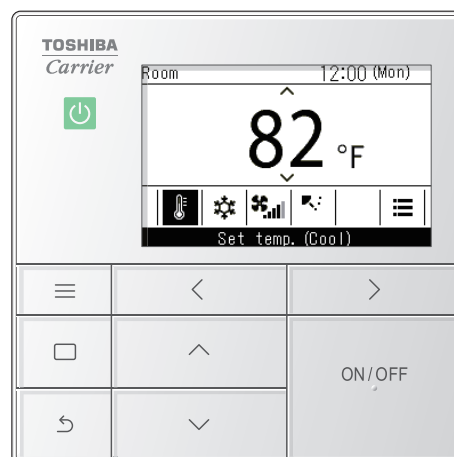 TOSHIBA
Carrier
Room 12:00 (Mon)
82 °F
Set temp. (Cool)
ON/OFF